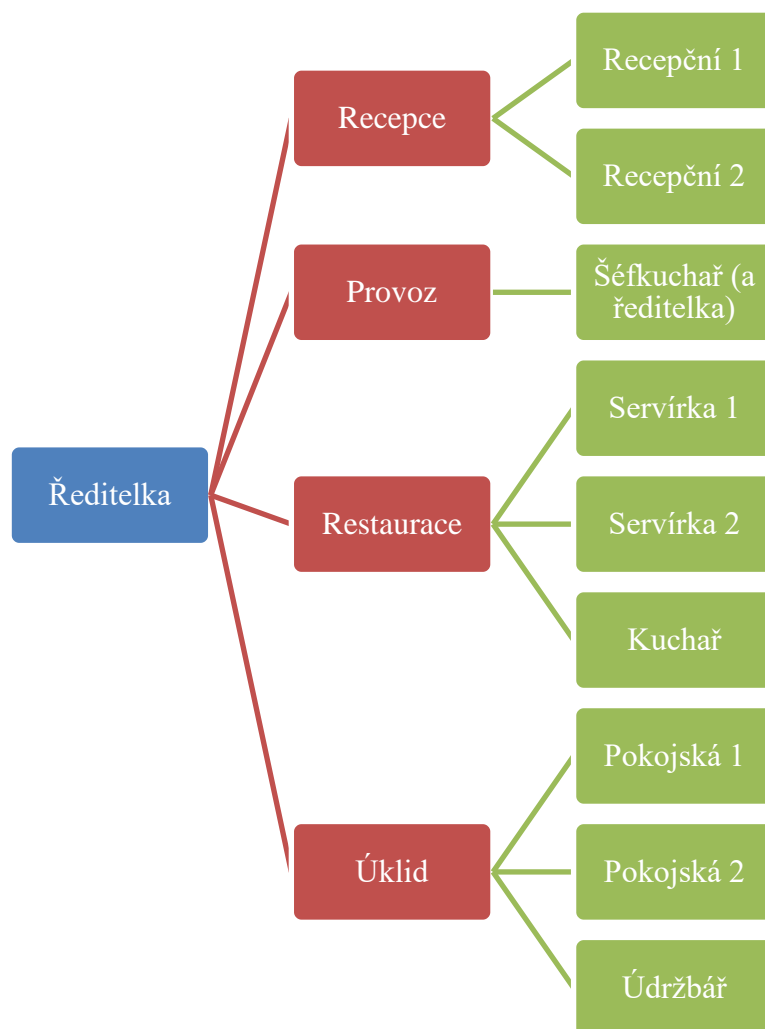 Ředitelka
Recepce
Recepční 1
Recepční 2
Provoz
Šéfkuchař (a
ředitelka)
Restaurace
Servírka 1
Servírka 2
Kuchař
Úklid
Pokojská 1
Pokojská 2
Údržbář